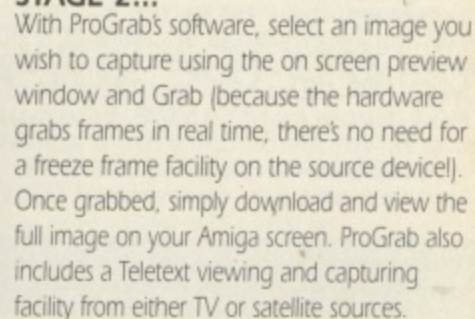 STAGE 2...
With ProGrab's software, select an image you
wish to capture using the on screen preview
window and Grab (because the hardware
grabs frames in real time, there's no need for
a freeze frame facility on the source device!).
Once grabbed, simply download and view the
full image on your Amiga screen. ProGrab also
includes a Teletext viewing and capturing
facility from either TV or satellite sources.